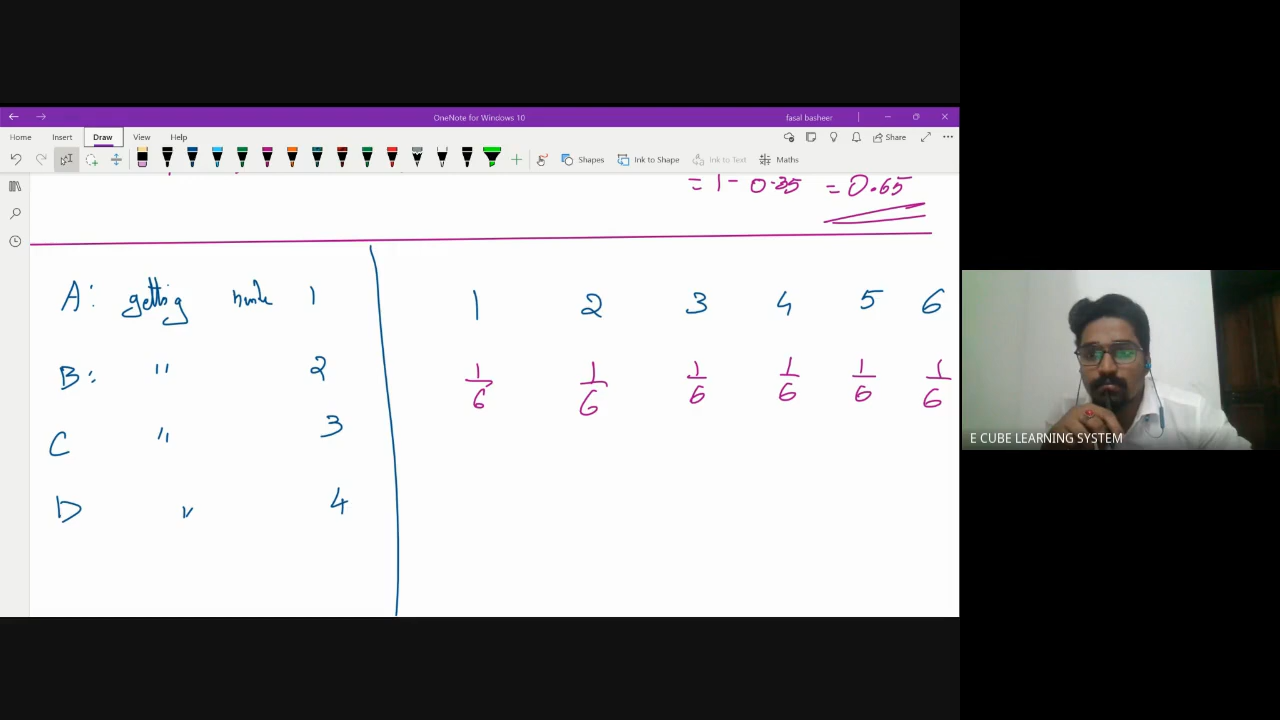 OneNote for Windows 10
fasal basheer
Home Insert Draw View Help
Share
Shapes Ink to Shape Ink to Text Maths
= 1 - 0.35 = 0.65
A: getting 1
B: " 2
C " 3
D " 4
1 2 3 4 5 6
1/6 1/6 1/6 1/6 1/6 1/6
E CUBE LEARNING SYSTEM